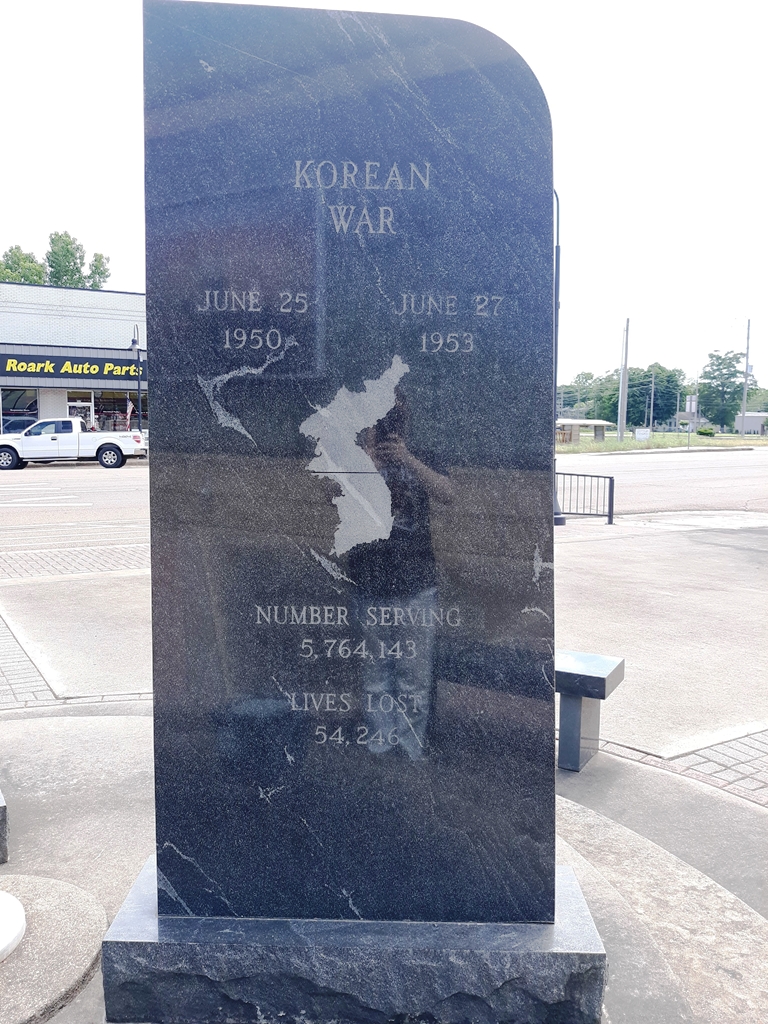 KOREAN
WAR
JUNE 25
1950
JUNE 27
1953
Roark Auto Parts
NUMBER SERVING
5,764,143
LIVES LOST
54,246